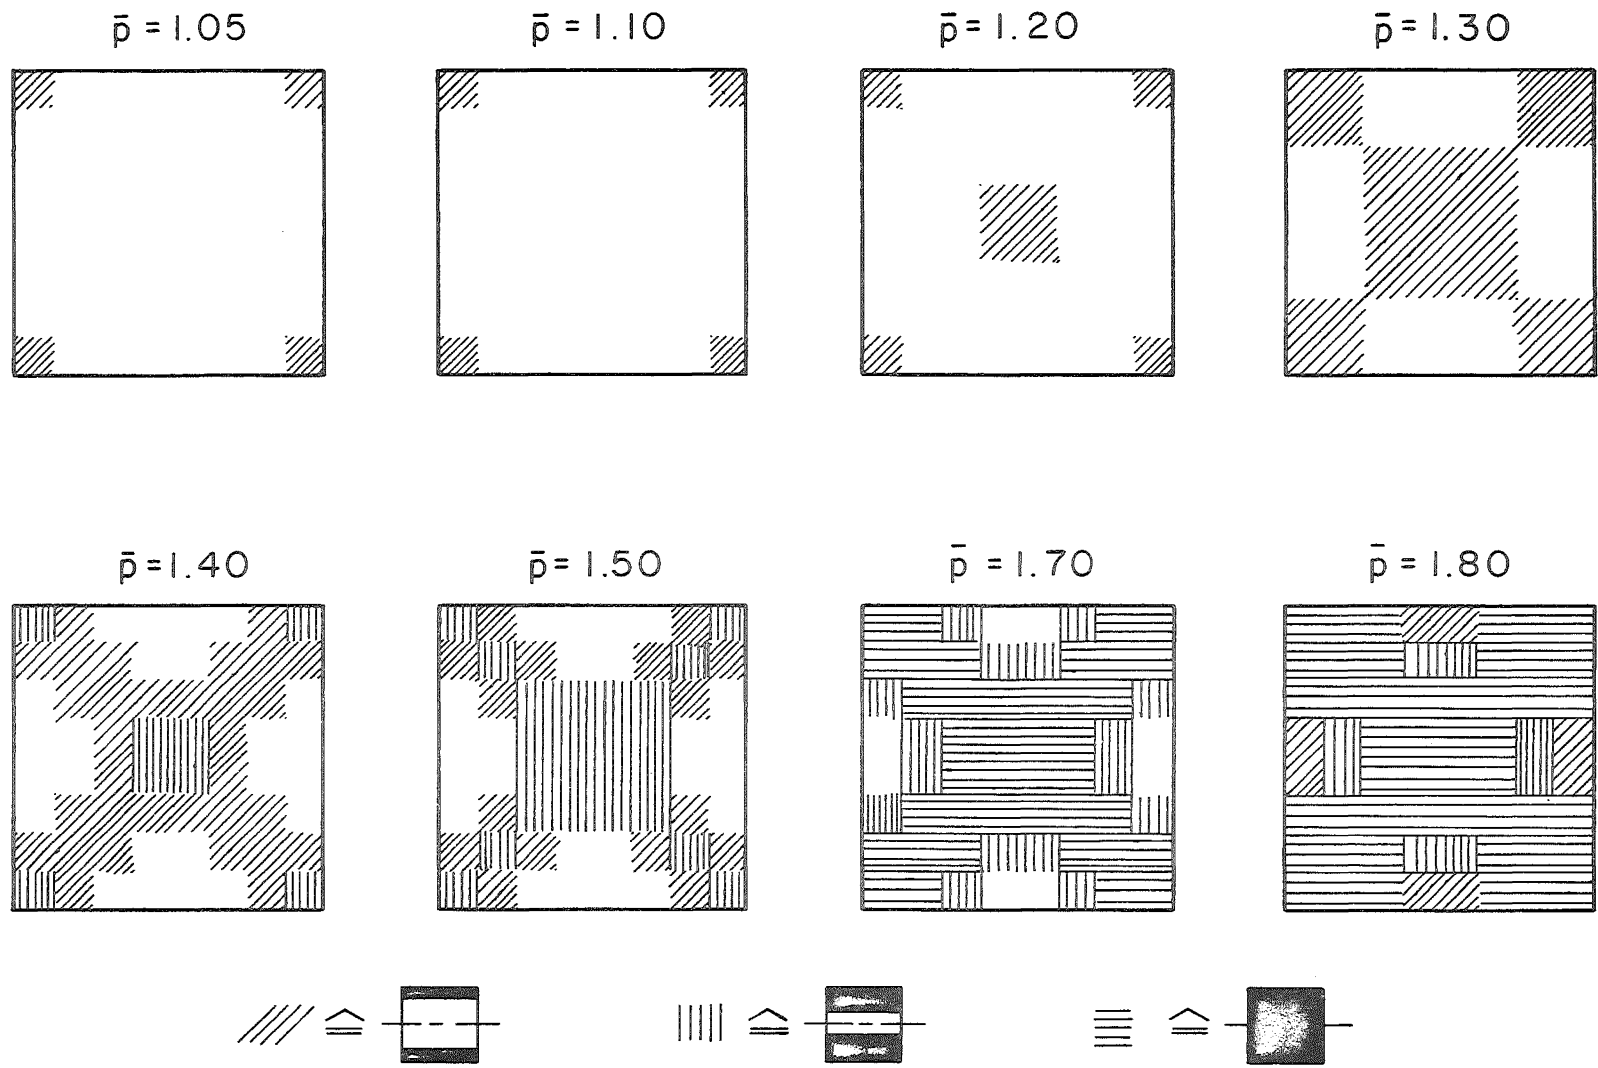 p̄ = 1.05 p̄ = 1.10 p̄ = 1.20 p̄ = 1.30
p̄ = 1.40 p̄ = 1.50 p̄ = 1.70 p̄ = 1.80
≙ ≙ ≙